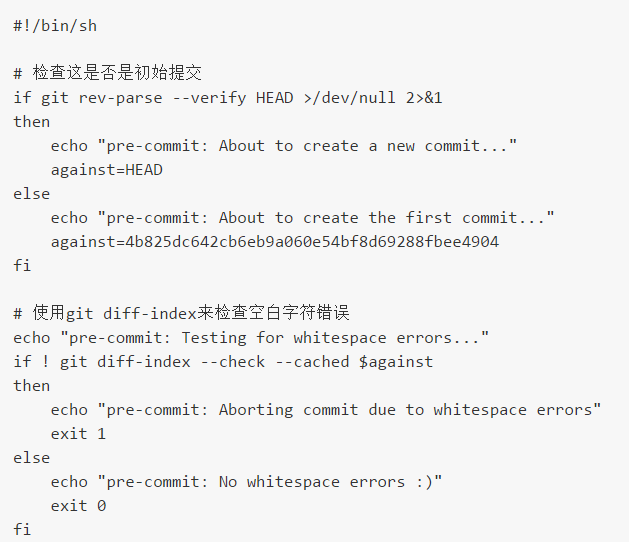 #!/bin/sh

# 检查这是否是初始提交
if git rev-parse --verify HEAD >/dev/null 2>&1
then
    echo "pre-commit: About to create a new commit..."
    against=HEAD
else
    echo "pre-commit: About to create the first commit..."
    against=4b825dc642cb6eb9a060e54bf8d69288fbee4904
fi

# 使用git diff-index来检查空白字符错误
echo "pre-commit: Testing for whitespace errors..."
if ! git diff-index --check --cached $against
then
    echo "pre-commit: Aborting commit due to whitespace errors"
    exit 1
else
    echo "pre-commit: No whitespace errors :)"
    exit 0
fi